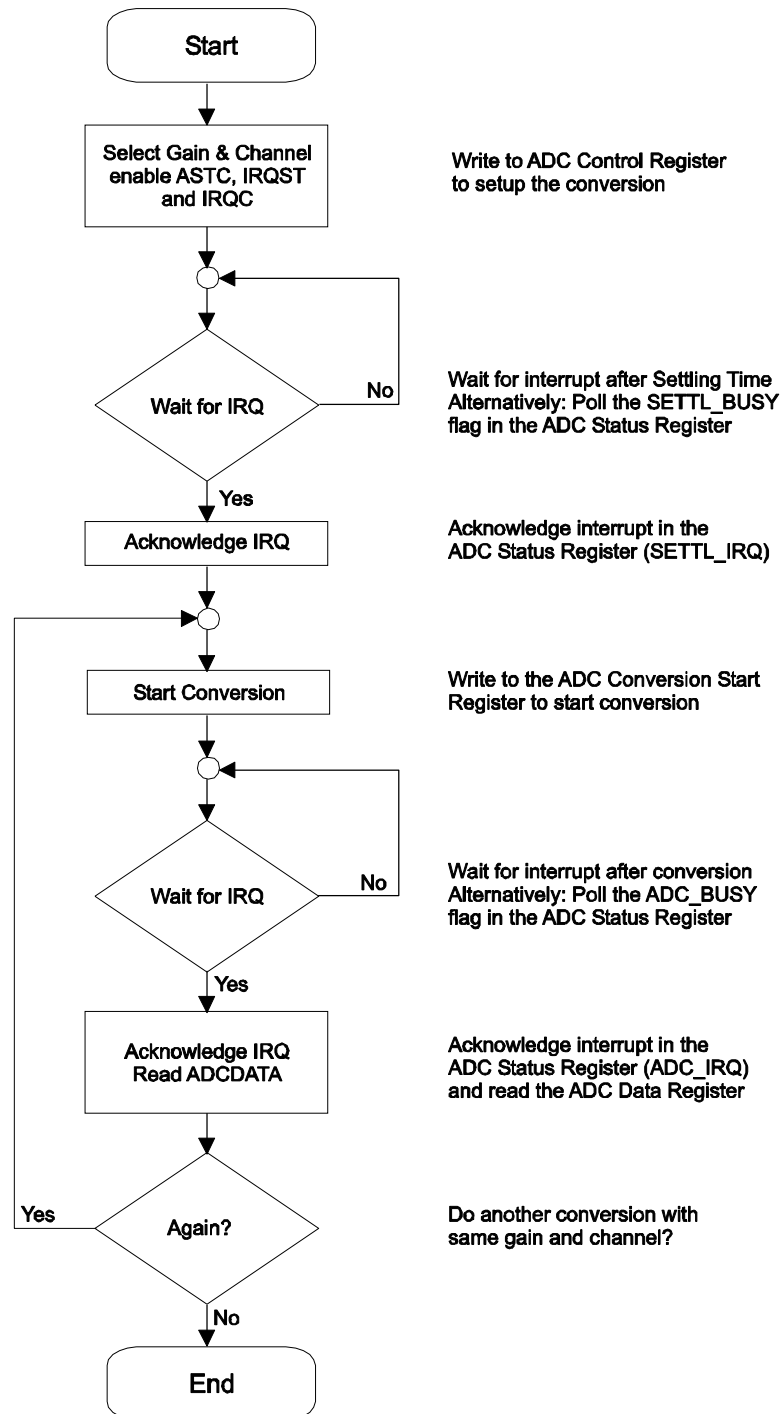 Start
Select Gain & Channel
enable ASTC, IRQST
and IRQC
Write to ADC Control Register
to setup the conversion
Wait for IRQ
No
Wait for interrupt after Settling Time
Alternatively: Poll the SETTL_BUSY
flag in the ADC Status Register
Yes
Acknowledge IRQ
Acknowledge interrupt in the
ADC Status Register (SETTL_IRQ)
Start Conversion
Write to the ADC Conversion Start
Register to start conversion
Wait for IRQ
No
Wait for interrupt after conversion
Alternatively: Poll the ADC_BUSY
flag in the ADC Status Register
Yes
Acknowledge IRQ
Read ADCDATA
Acknowledge interrupt in the
ADC Status Register (ADC_IRQ)
and read the ADC Data Register
Yes
Again?
Do another conversion with
same gain and channel?
No
End